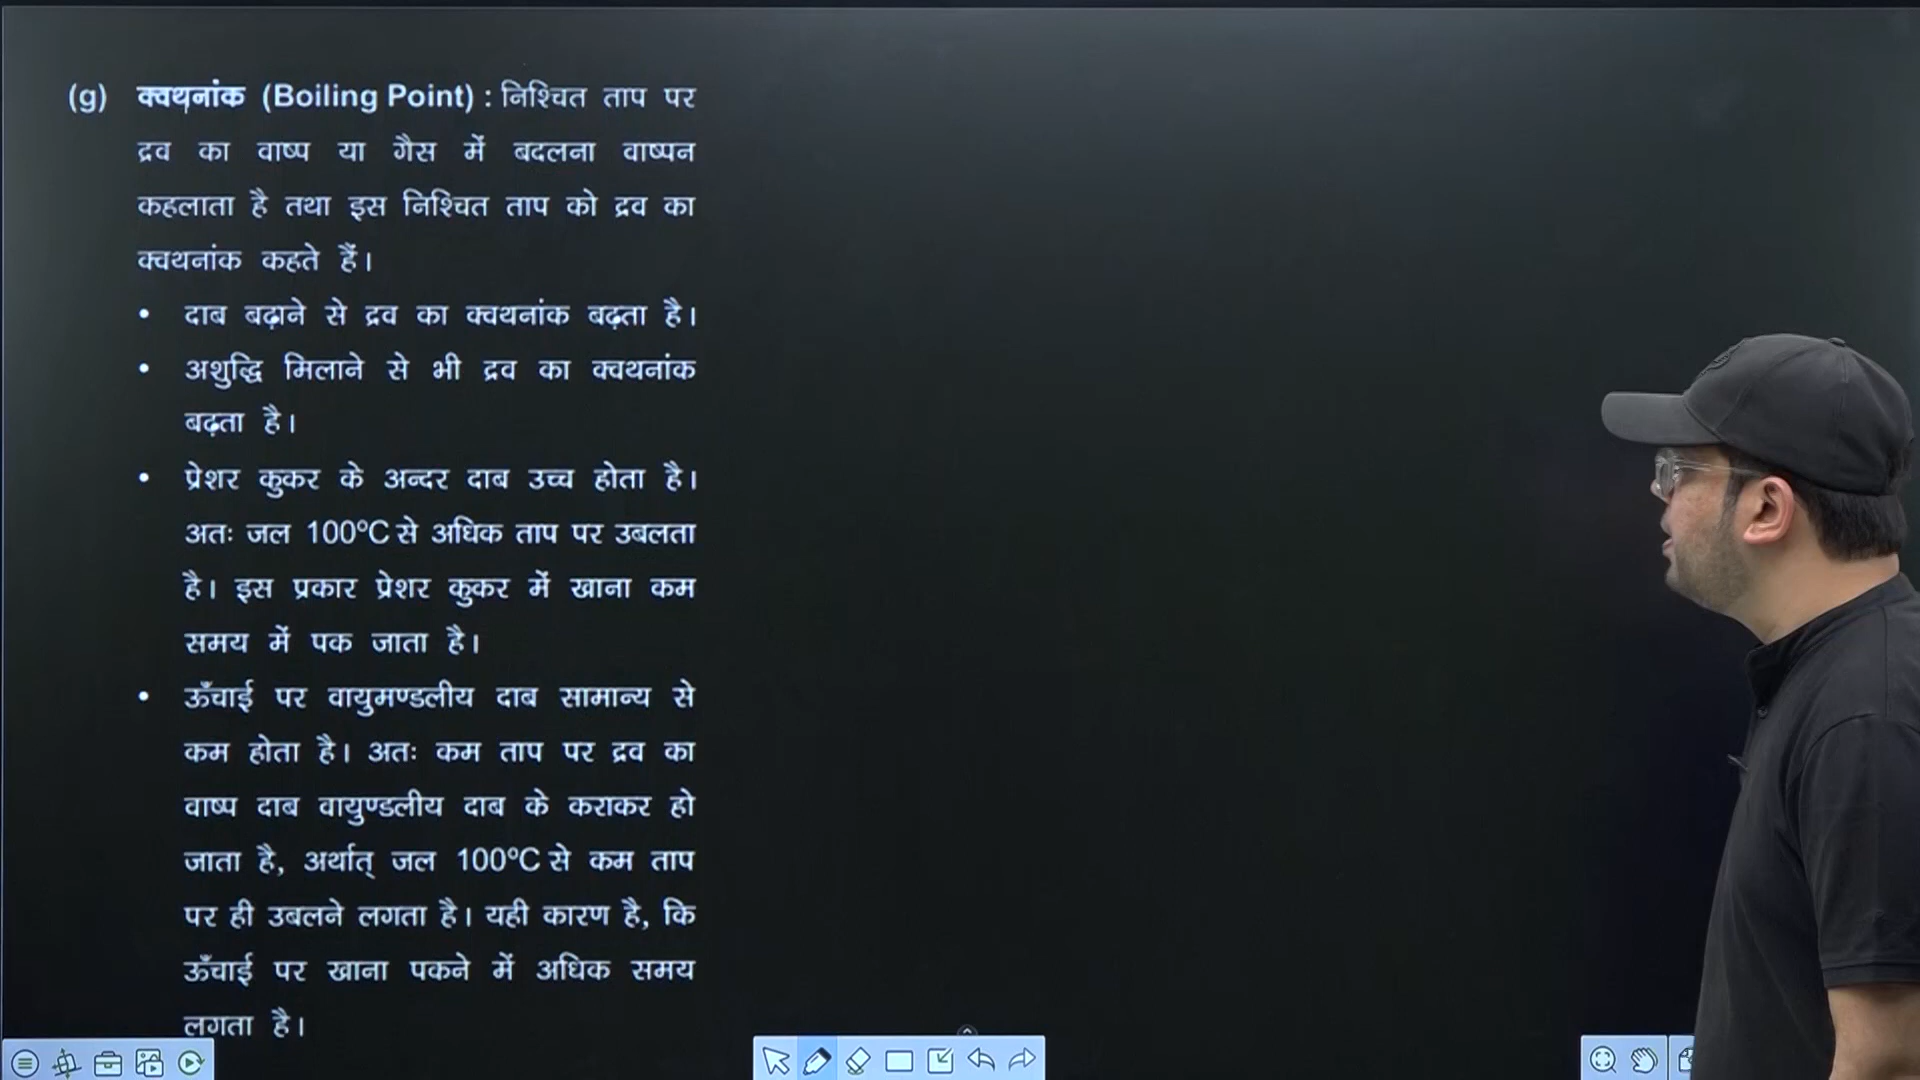 (g) क्वथनांक (Boiling Point) : निश्चित ताप पर
द्रव का वाष्प या गैस में बदलना वाष्पन
कहलाता है तथा इस निश्चित ताप को द्रव का
क्वथनांक कहते हैं।
• दाब बढ़ाने से द्रव का क्वथनांक बढ़ता है।
• अशुद्धि मिलाने से भी द्रव का क्वथनांक
बढ़ता है।
• प्रेशर कुकर के अन्दर दाब उच्च होता है।
अतः जल 100°C से अधिक ताप पर उबलता
है। इस प्रकार प्रेशर कुकर में खाना कम
समय में पक जाता है।
• ऊँचाई पर वायुमण्डलीय दाब सामान्य से
कम होता है। अतः कम ताप पर द्रव का
वाष्प दाब वायुण्डलीय दाब के कराकर हो
जाता है, अर्थात् जल 100°C से कम ताप
पर ही उबलने लगता है। यही कारण है, कि
ऊँचाई पर खाना पकने में अधिक समय
लगता है।